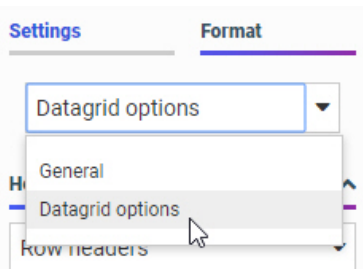 Settings Format
Datagrid options
General
Datagrid options
Row headers